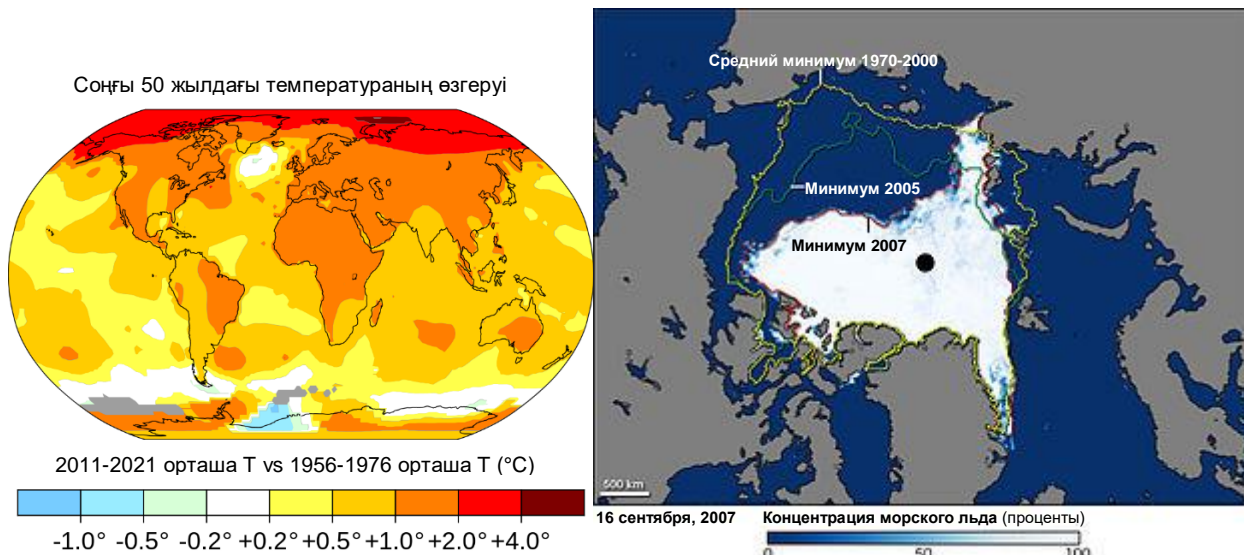 Соңғы 50 жылдағы температураның өзгеруі
2011-2021 орташа Т vs 1956-1976 орташа Т (°C)
-1.0° -0.5° -0.2° +0.2° +0.5° +1.0° +2.0° +4.0°
Средний минимум 1970-2000
Минимум 2005
Минимум 2007
500 km
16 сентября, 2007 Концентрация морского льда (проценты)
0 50 100